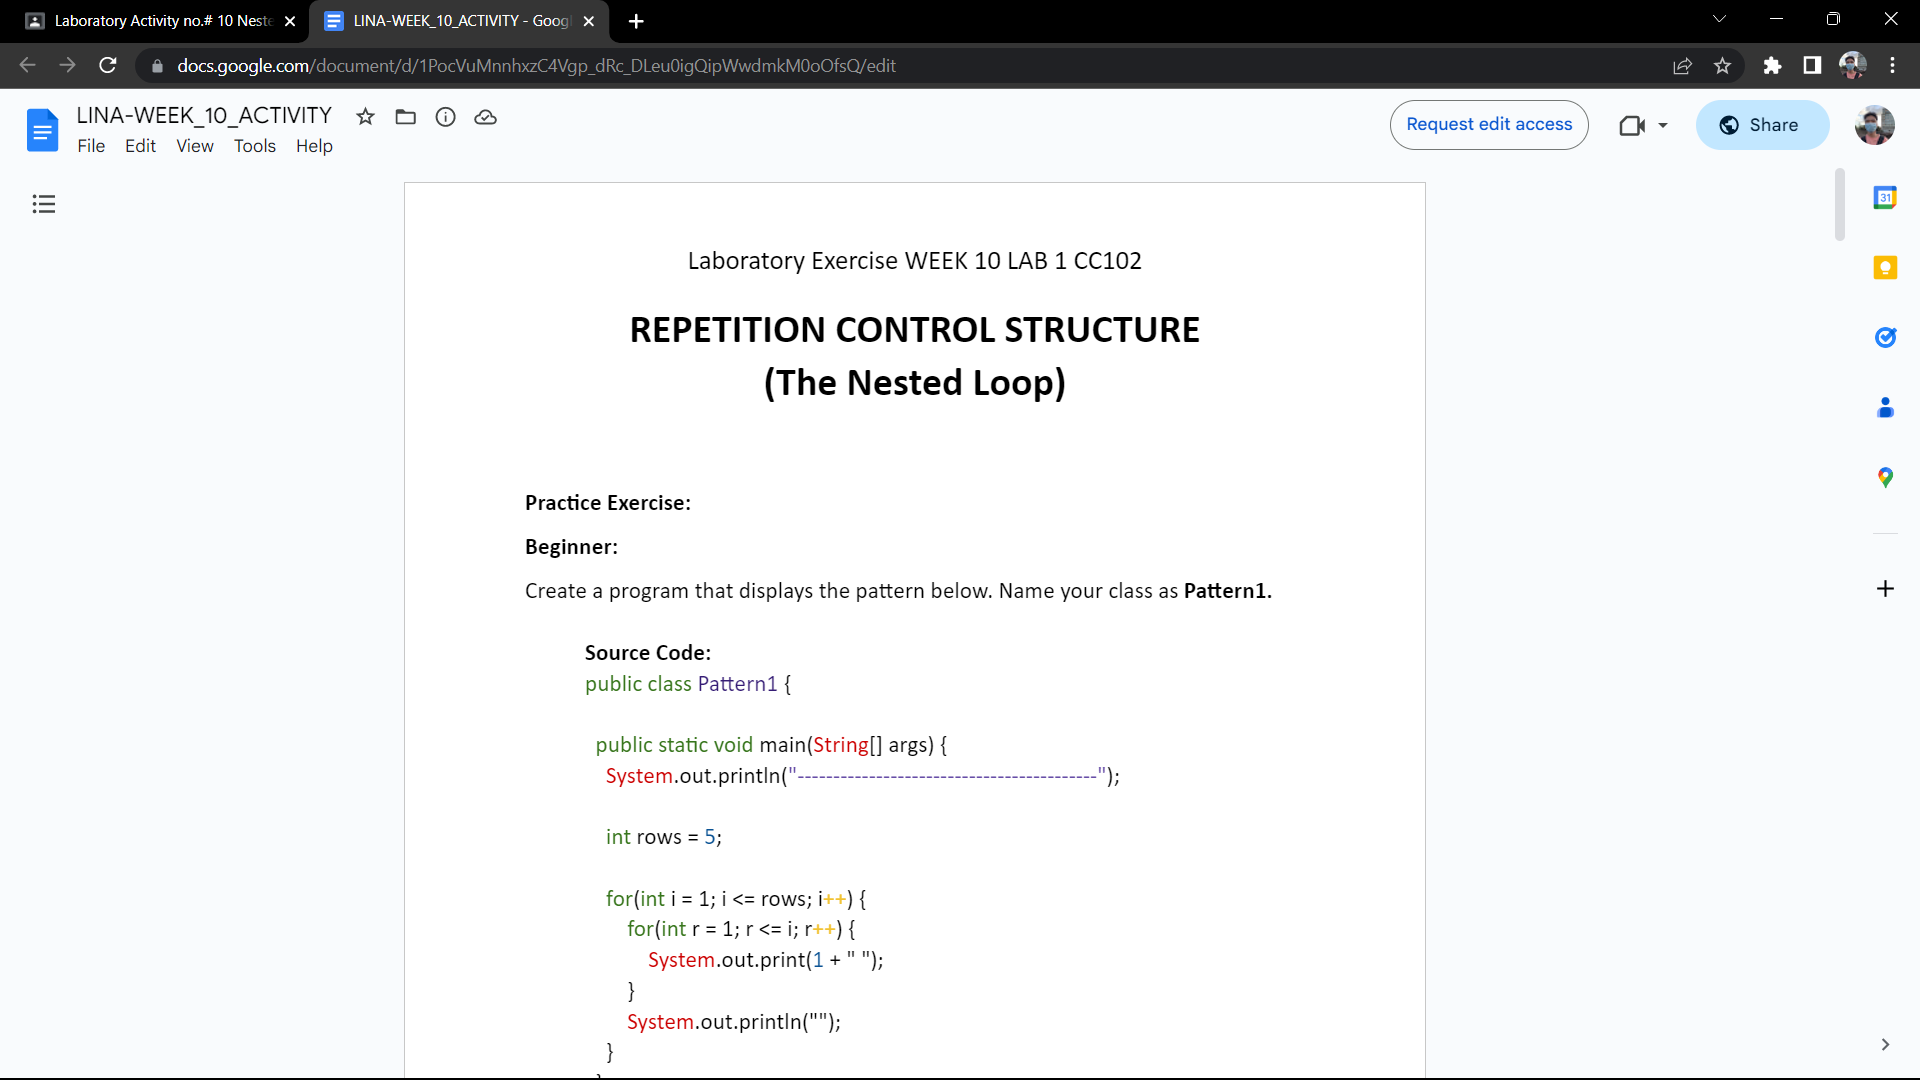 Laboratory Activity no.# 10 Neste
LINA-WEEK_10_ACTIVITY - Goog
docs.google.com/document/d/1PocVuMnnhxzC4Vgp_dRc_DLeu0igQipWwdmkM0oOfsQ/edit
LINA-WEEK_10_ACTIVITY
File Edit View Tools Help
Request edit access
Share
31
Laboratory Exercise WEEK 10 LAB 1 CC102
REPETITION CONTROL STRUCTURE
(The Nested Loop)
Practice Exercise:
Beginner:
Create a program that displays the pattern below. Name your class as Pattern1.
Source Code:
public class Pattern1 {
public static void main(String[] args) {
System.out.println("------------------------------------------");
int rows = 5;
for(int i = 1; i <= rows; i++) {
for(int r = 1; r <= i; r++) {
System.out.print(1 + " ");
}
System.out.println("");
}